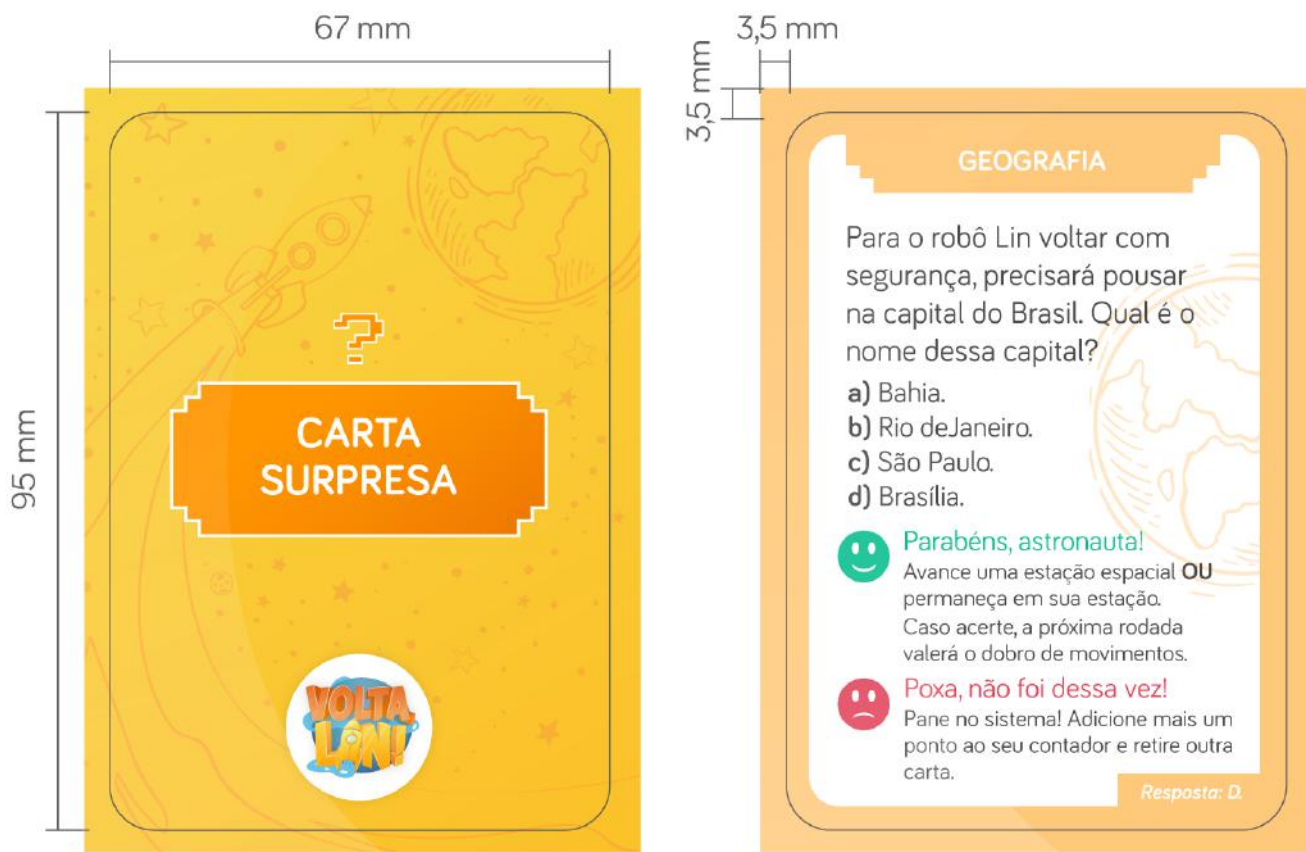 67 mm
95 mm
?
CARTA
SURPRESA
VOLTA,
LIN!
3,5 mm
3,5 mm
GEOGRAFIA
Para o robô Lin voltar com
segurança, precisará pousar
na capital do Brasil. Qual é o
nome dessa capital?
a) Bahia.
b) Rio deJaneiro.
c) São Paulo.
d) Brasília.
Parabéns, astronauta!
Avance uma estação espacial OU
permaneça em sua estação.
Caso acerte, a próxima rodada
valerá o dobro de movimentos.
Poxa, não foi dessa vez!
Pane no sistema! Adicione mais um
ponto ao seu contador e retire outra
carta.
Resposta: D.